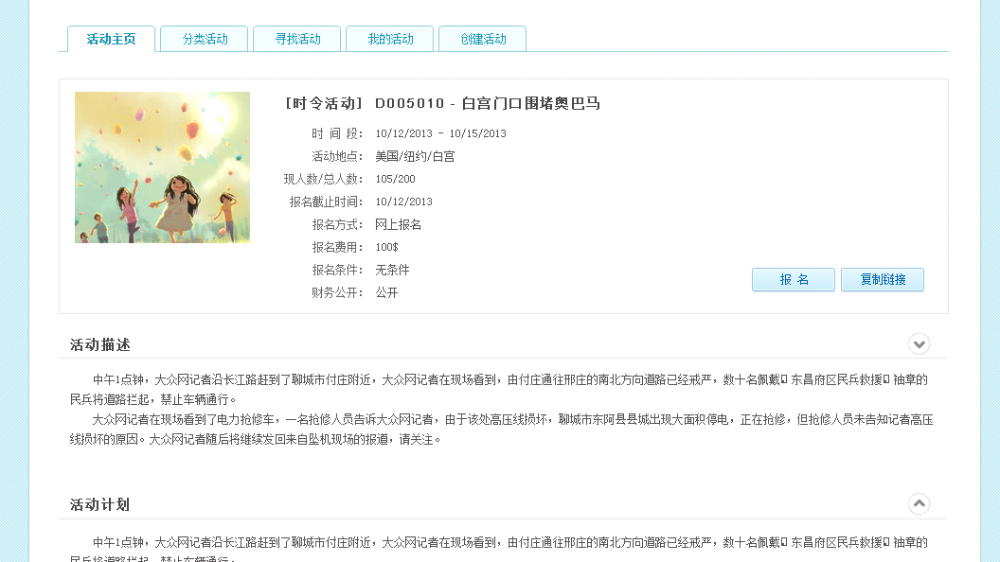 活动主页 分类活动 寻找活动 我的活动 创建活动
[时令活动] D005010 - 白宫门口围堵奥巴马
时 间 段： 10/12/2013 - 10/15/2013
活动地点： 美国/纽约/白宫
现人数/总人数： 105/200
报名截止时间： 10/12/2013
报名方式： 网上报名
报名费用： 100$
报名条件： 无条件
财务公开： 公开
报 名 复制链接
活动描述
中午1点钟，大众网记者沿长江路赶到了聊城市付庄附近，大众网记者在现场看到，由付庄通往邢庄的南北方向道路已经戒严，数十名佩戴 东昌府区民兵救援 袖章的
民兵将道路拦起，禁止车辆通行。
大众网记者在现场看到了电力抢修车，一名抢修人员告诉大众网记者，由于该处高压线损坏，聊城市东阿县县城出现大面积停电，正在抢修，但抢修人员未告知记者高压
线损坏的原因。大众网记者随后将继续发回来自坠机现场的报道，请关注。
活动计划
中午1点钟，大众网记者沿长江路赶到了聊城市付庄附近，大众网记者在现场看到，由付庄通往邢庄的南北方向道路已经戒严，数十名佩戴 东昌府区民兵救援 袖章的
民兵将道路拦起，禁止车辆通行。